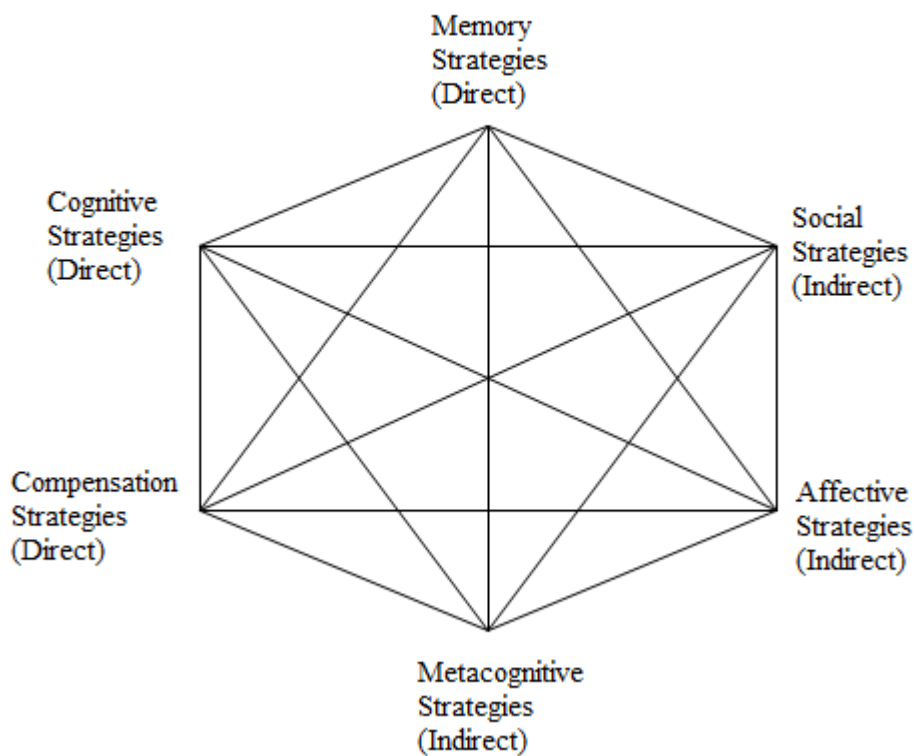 Memory
Strategies
(Direct)
Cognitive
Strategies
(Direct)
Social
Strategies
(Indirect)
Compensation
Strategies
(Direct)
Affective
Strategies
(Indirect)
Metacognitive
Strategies
(Indirect)